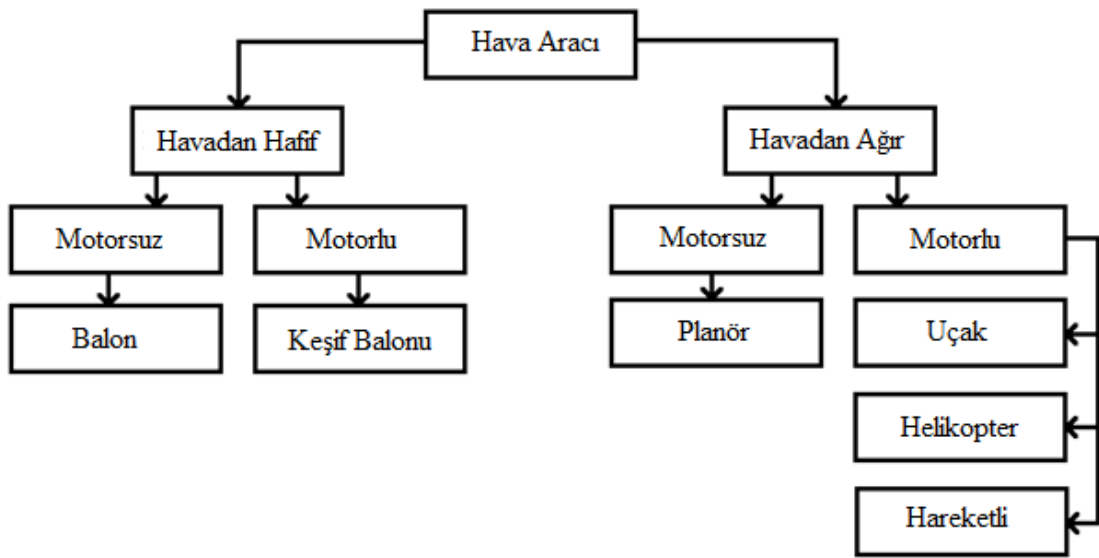 Hava Aracı
Havadan Hafif
Havadan Ağır
Motorsuz
Motorlu
Motorsuz
Motorlu
Balon
Keşif Balonu
Planör
Uçak
Helikopter
Hareketli